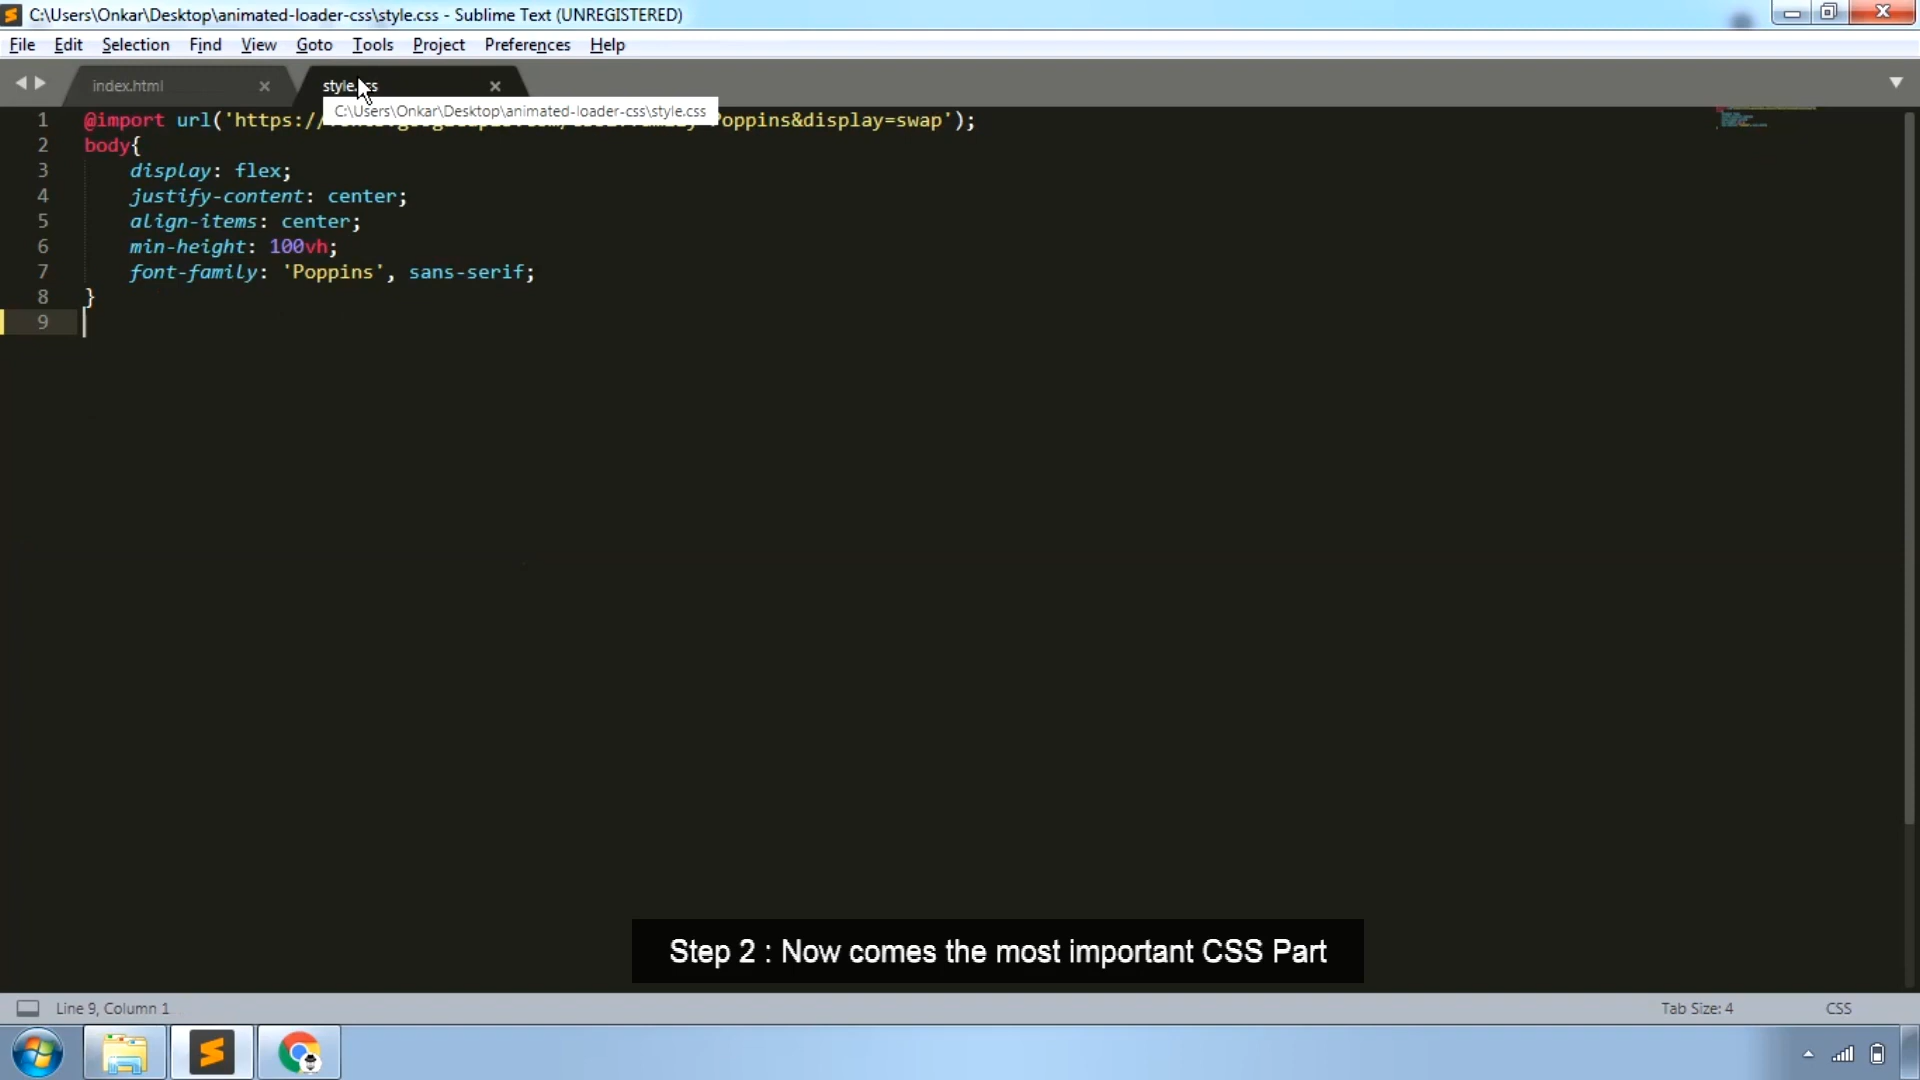 C:\Users\Onkar\Desktop\animated-loader-css\style.css - Sublime Text (UNREGISTERED)
File Edit Selection Find View Goto Tools Project Preferences Help
index.html style.css
C:\Users\Onkar\Desktop\animated-loader-css\style.css
1 @import url('https:// Poppins&display=swap');
2 body{
3 display: flex;
4 justify-content: center;
5 align-items: center;
6 min-height: 100vh;
7 font-family: 'Poppins', sans-serif;
8 }
9
Step 2 : Now comes the most important CSS Part
Line 9, Column 1 Tab Size: 4 CSS